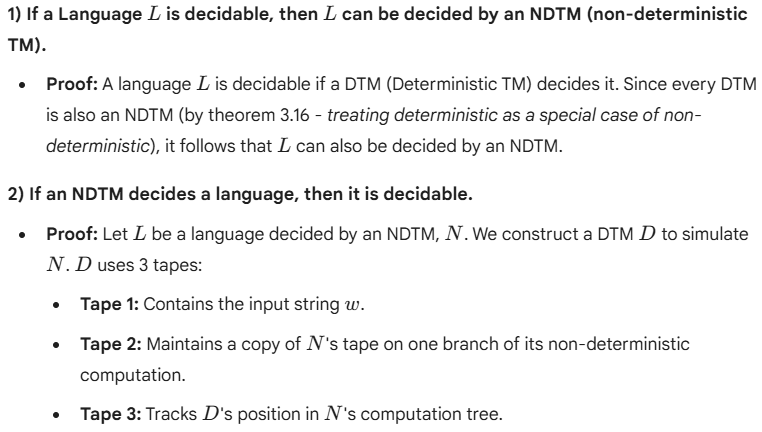 1) If a Language L is decidable, then L can be decided by an NDTM (non-deterministic
TM).
• Proof: A language L is decidable if a DTM (Deterministic TM) decides it. Since every DTM
is also an NDTM (by theorem 3.16 - treating deterministic as a special case of non-
deterministic), it follows that L can also be decided by an NDTM.
2) If an NDTM decides a language, then it is decidable.
• Proof: Let L be a language decided by an NDTM, N. We construct a DTM D to simulate
N. D uses 3 tapes:
• Tape 1: Contains the input string w.
• Tape 2: Maintains a copy of N's tape on one branch of its non-deterministic
computation.
• Tape 3: Tracks D's position in N's computation tree.